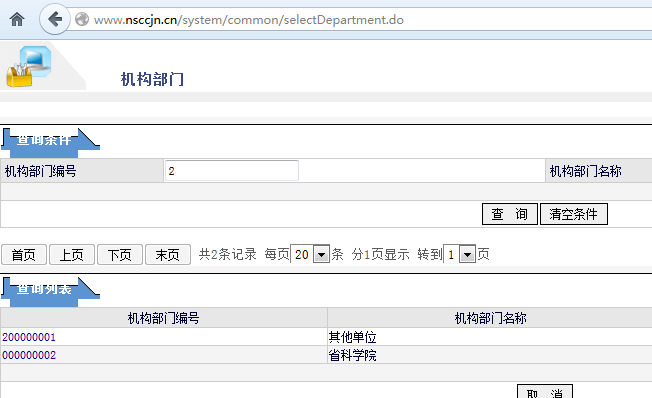 www.nsccjn.cn/system/common/selectDepartment.do
机构部门
查询条件
机构部门编号 2 机构部门名称
查 询 清空条件
首页 上页 下页 末页 共2条记录 每页 20 条 分1页显示 转到 1 页
查询列表
机构部门编号 机构部门名称
200000001 其他单位
000000002 省科学院
取 消